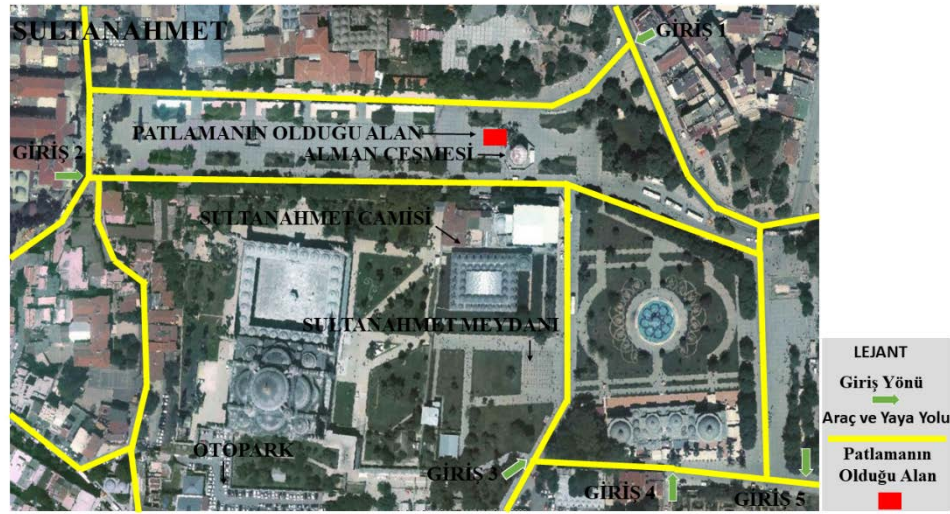 SULTANAHMET
GİRİŞ 1
PATLAMANIN OLDUGU ALAN
ALMAN ÇEŞMESİ
GİRİŞ 2
SULTANAHMET CAMİSİ
SULTANAHMET MEYDANI
OTOPARK
GİRİŞ 3
GİRİŞ 4
GİRİŞ 5
LEJANT
Giriş Yönü
Araç ve Yaya Yolu
Patlamanın
Olduğu Alan